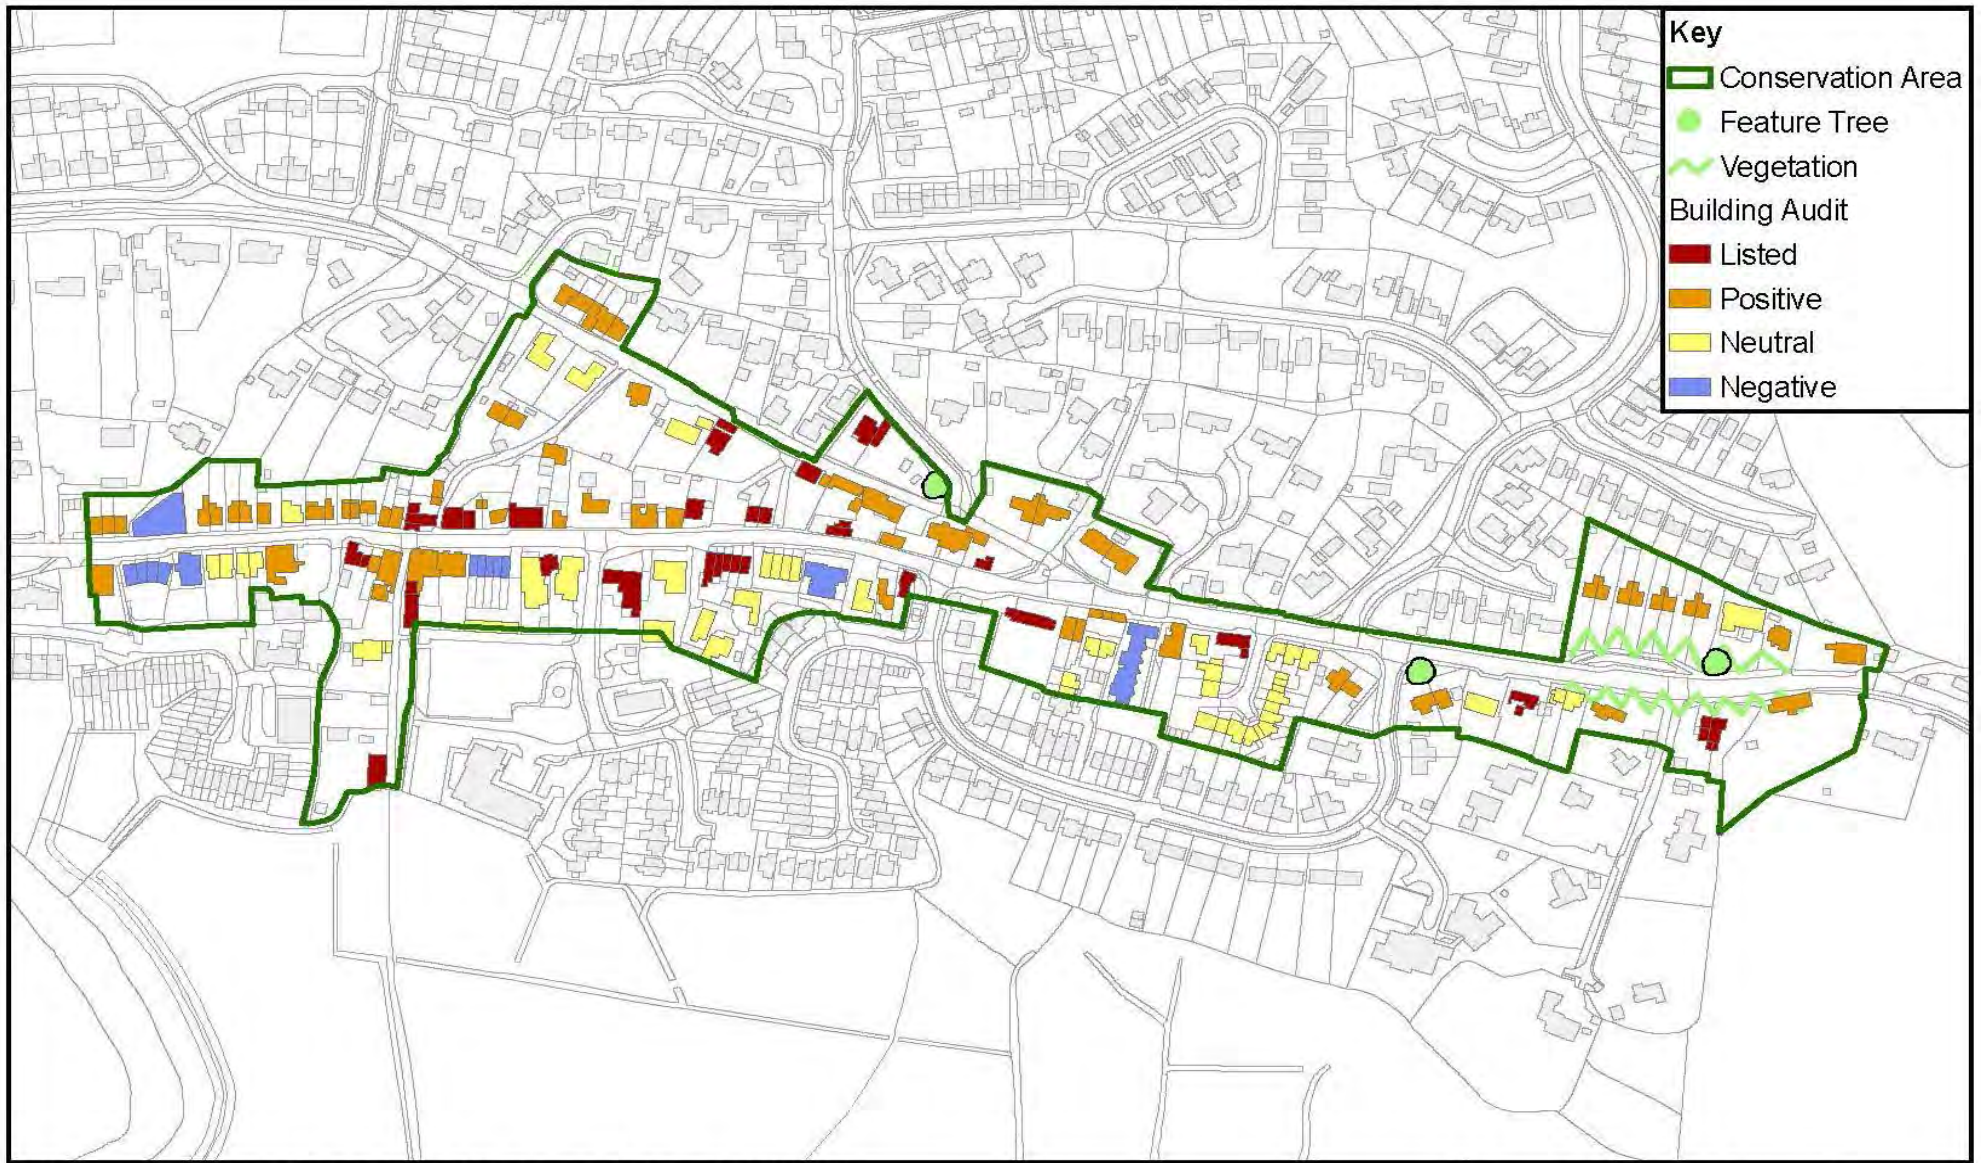 Key
Conservation Area
Feature Tree
Vegetation
Building Audit
Listed
Positive
Neutral
Negative